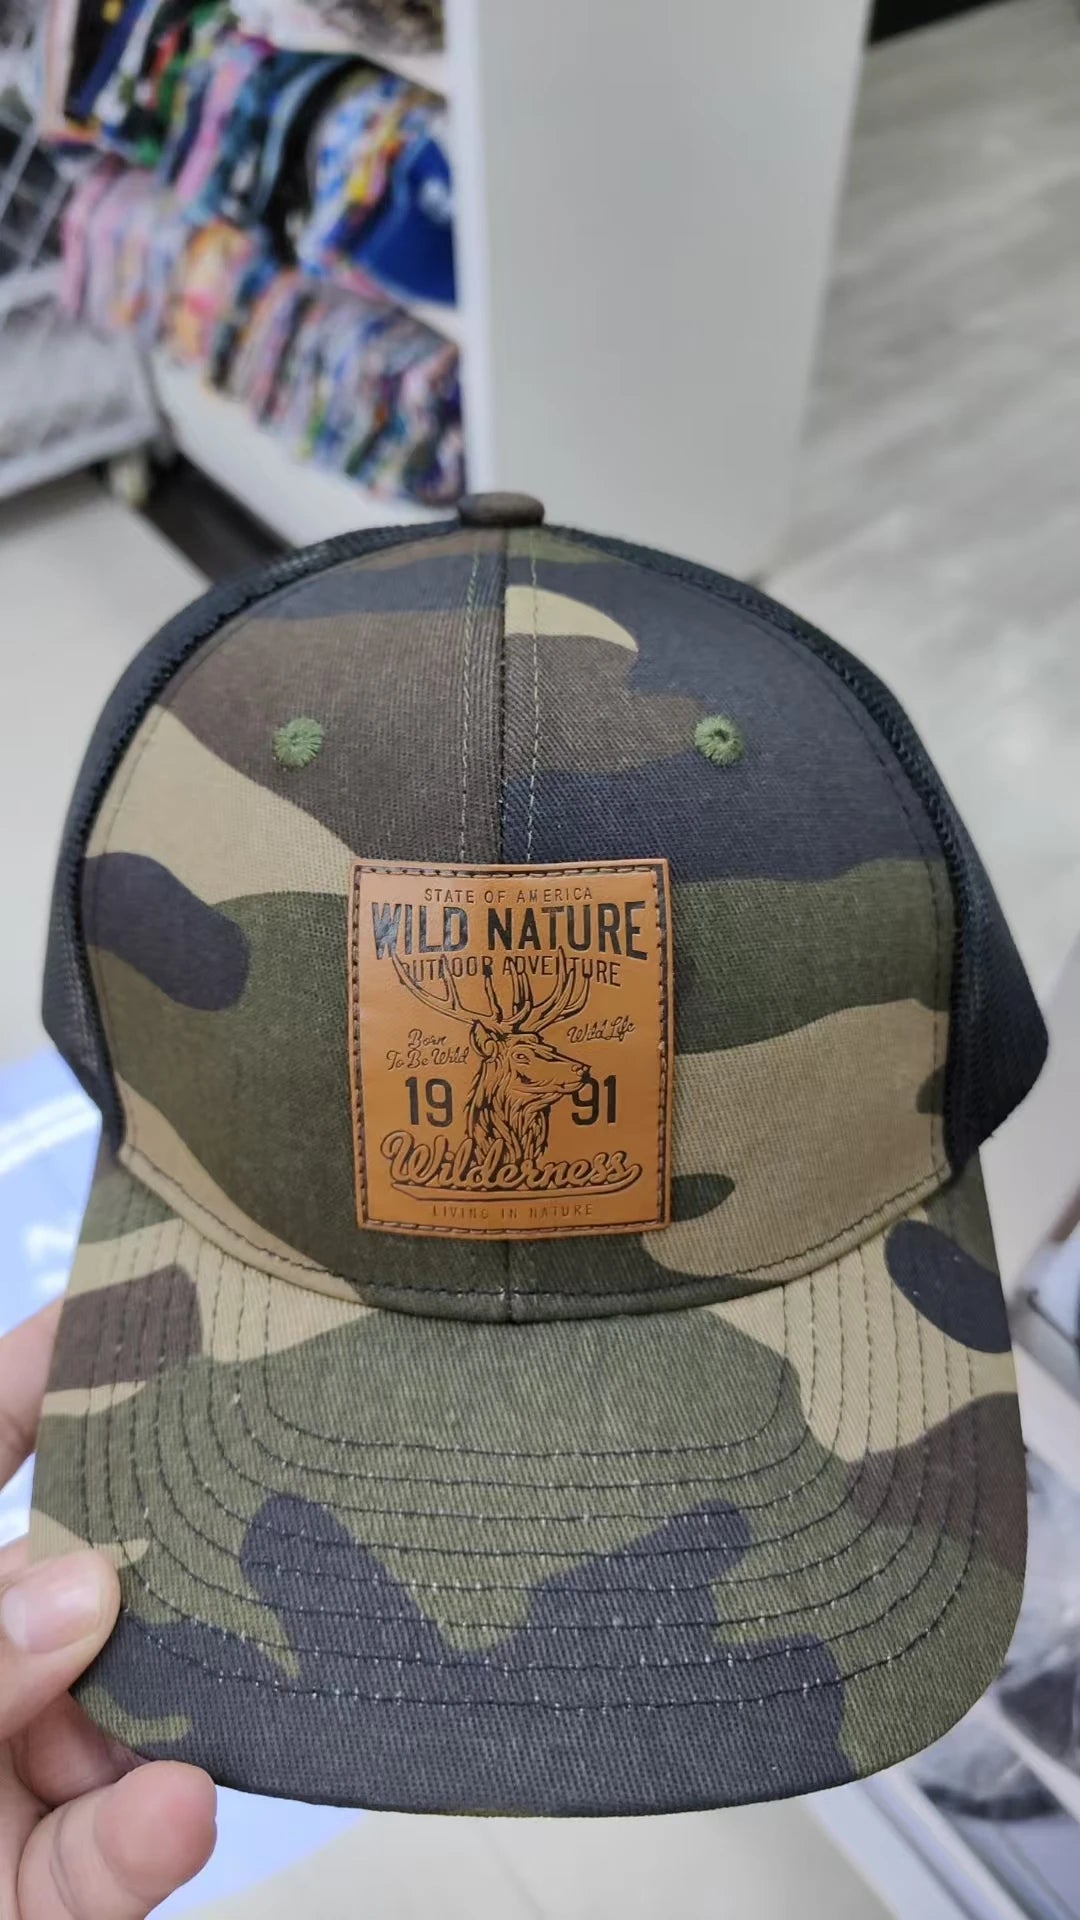 STATE OF AMERICA
WILD NATURE
OUTDOOR ADVENTURE
Born
To Be Wild
Wild Life
19 91
Wilderness
LIVING IN NATURE